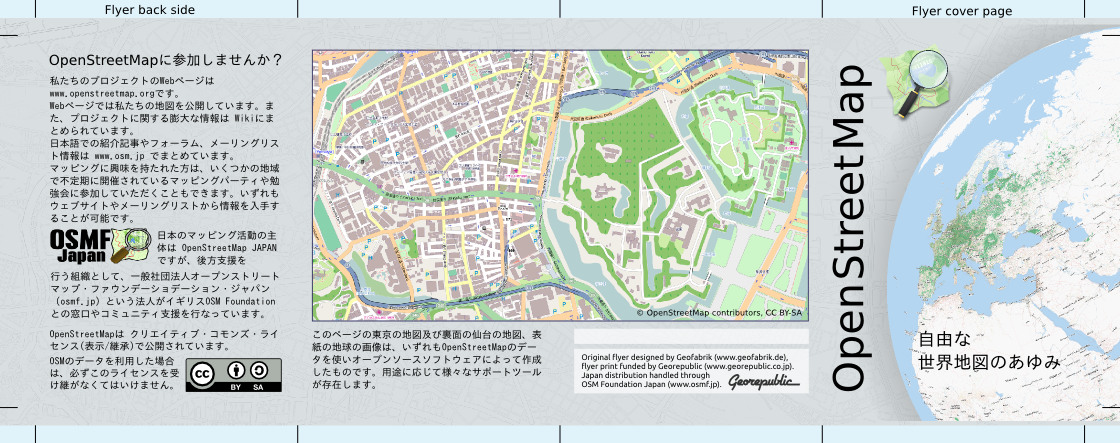 Flyer back side
Flyer cover page
OpenStreetMapに参加しませんか？
私たちのプロジェクトのWebページは
www.openstreetmap.orgです。
Webページでは私たちの地図を公開しています。ま
た、プロジェクトに関する膨大な情報は Wikiにま
とめられています。
日本語での紹介記事やフォーラム、メーリングリス
ト情報は www.osm.jp でまとめています。
マッピングに興味を持たれた方は、いくつかの地域
で不定期に開催されているマッピングパーティや勉
強会に参加していただくこともできます。いずれも
ウェブサイトやメーリングリストから情報を入手す
ることが可能です。
OSMF
Japan
日本のマッピング活動の主
体は OpenStreetMap JAPAN
ですが、後方支援を
行う組織として、一般社団法人オープンストリート
マップ・ファウンデーショデーション・ジャパン
(osmf.jp) という法人がイギリスOSM Foundation
との窓口やコミュニティ支援を行なっています。
OpenStreetMapは クリエイティブ・コモンズ・ライ
センス(表示/継承)で公開されています。
OSMのデータを利用した場合
は、必ずこのライセンスを受
け継がなくてはいけません。
cc
BY SA
© OpenStreetMap contributors, CC BY-SA
このページの東京の地図及び裏面の仙台の地図、表
紙の地球の画像は、いずれもOpenStreetMapのデー
タを使いオープンソースソフトウェアによって作成
したものです。用途に応じて様々なサポートツール
が存在します。
Original flyer designed by Geofabrik (www.geofabrik.de),
flyer print funded by Georepublic (www.georepublic.co.jp).
Japan distribution handled through
OSM Foundation Japan (www.osmf.jp).
Georepublic
OpenStreetMap
自由な
世界地図のあゆみ